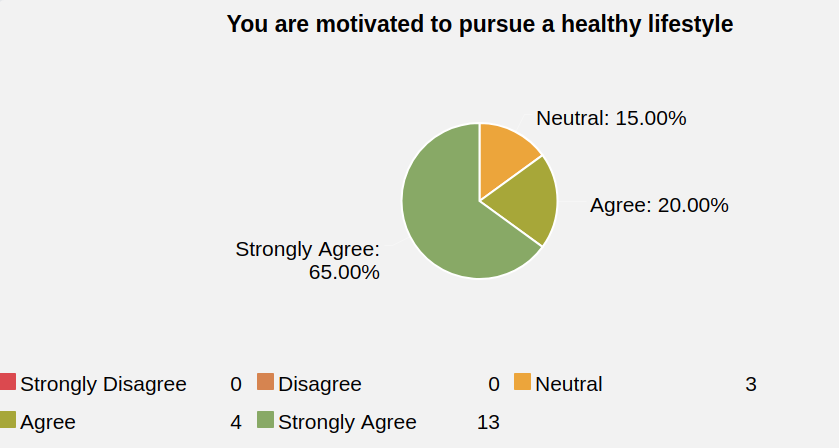 You are motivated to pursue a healthy lifestyle
Neutral: 15.00%
Agree: 20.00%
Strongly Agree:
65.00%
Strongly Disagree 0 Disagree 0 Neutral 3
Agree 4 Strongly Agree 13